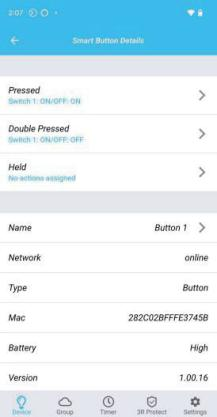 2:07
Smart Button Details
Pressed
Switch 1: ON/OFF: ON
Double Pressed
Switch 1: ON/OFF: OFF
Held
No actions assigned
Name Button 1
Network online
Type Button
Mac 282C02BFFFE3745B
Battery High
Version 1.00.16
Device Group Timer 3R Protect Settings